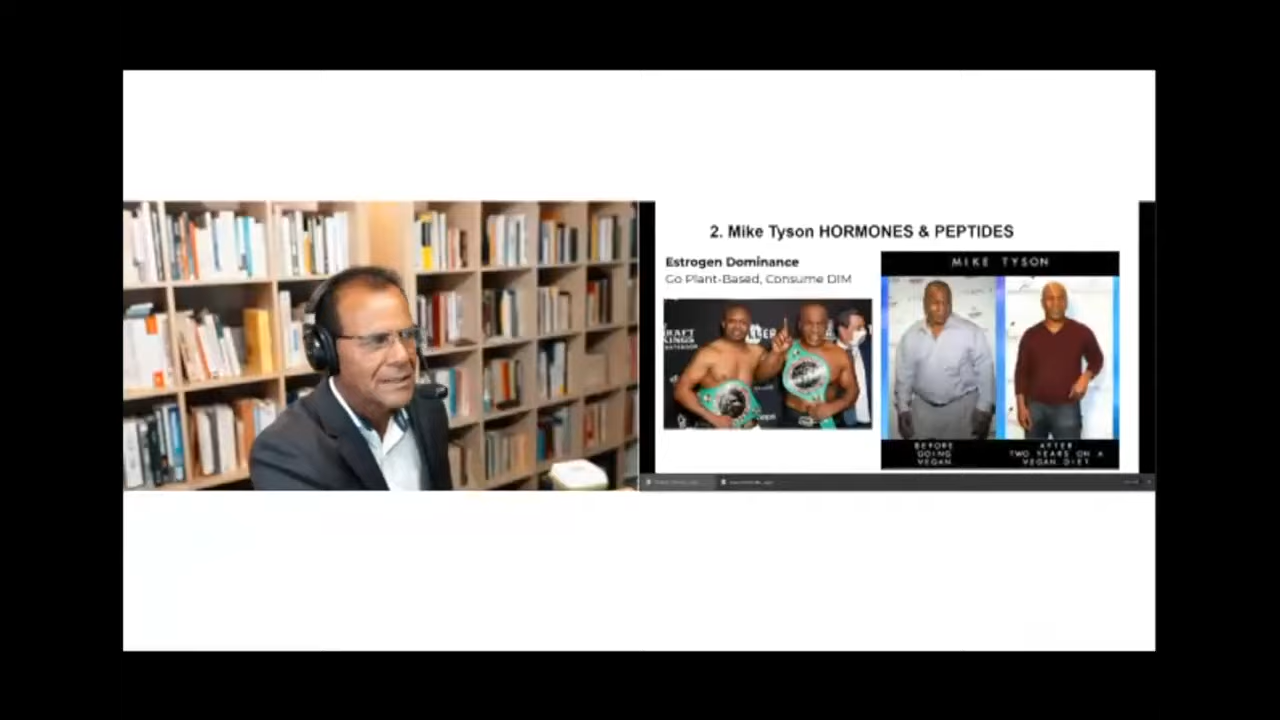 2. Mike Tyson HORMONES & PEPTIDES
Estrogen Dominance
Go Plant-Based, Consume DIM
MIKE TYSON
BEFORE
GOING
VEGAN
AFTER
TWO YEARS ON A
VEGAN DIET